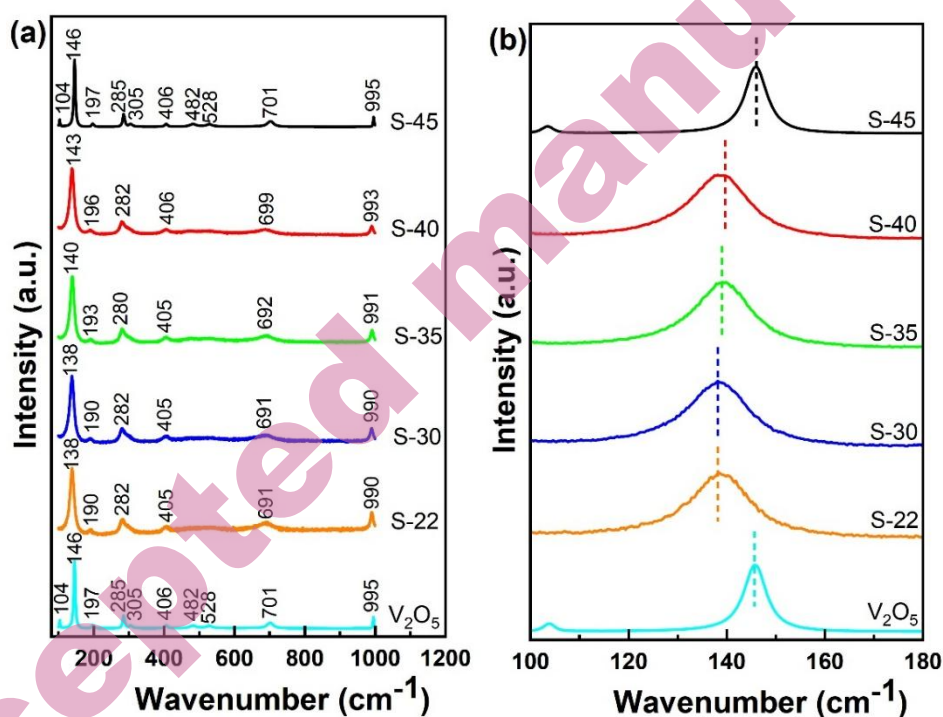 (a)
Intensity (a.u.)
104 146 197 285 305 406 482 528 701 995
S-45
143 196 282 406 699 993
S-40
140 193 280 405 692 991
S-35
138 190 282 405 691 990
S-30
138 190 282 405 691 990
S-22
104 146 197 285 305 406 482 528 701 995
V₂O₅
200 400 600 800 1000 1200
Wavenumber (cm⁻¹)
(b)
Intensity (a.u.)
S-45
S-40
S-35
S-30
S-22
V₂O₅
100 120 140 160 180
Wavenumber (cm⁻¹)
cepted manu